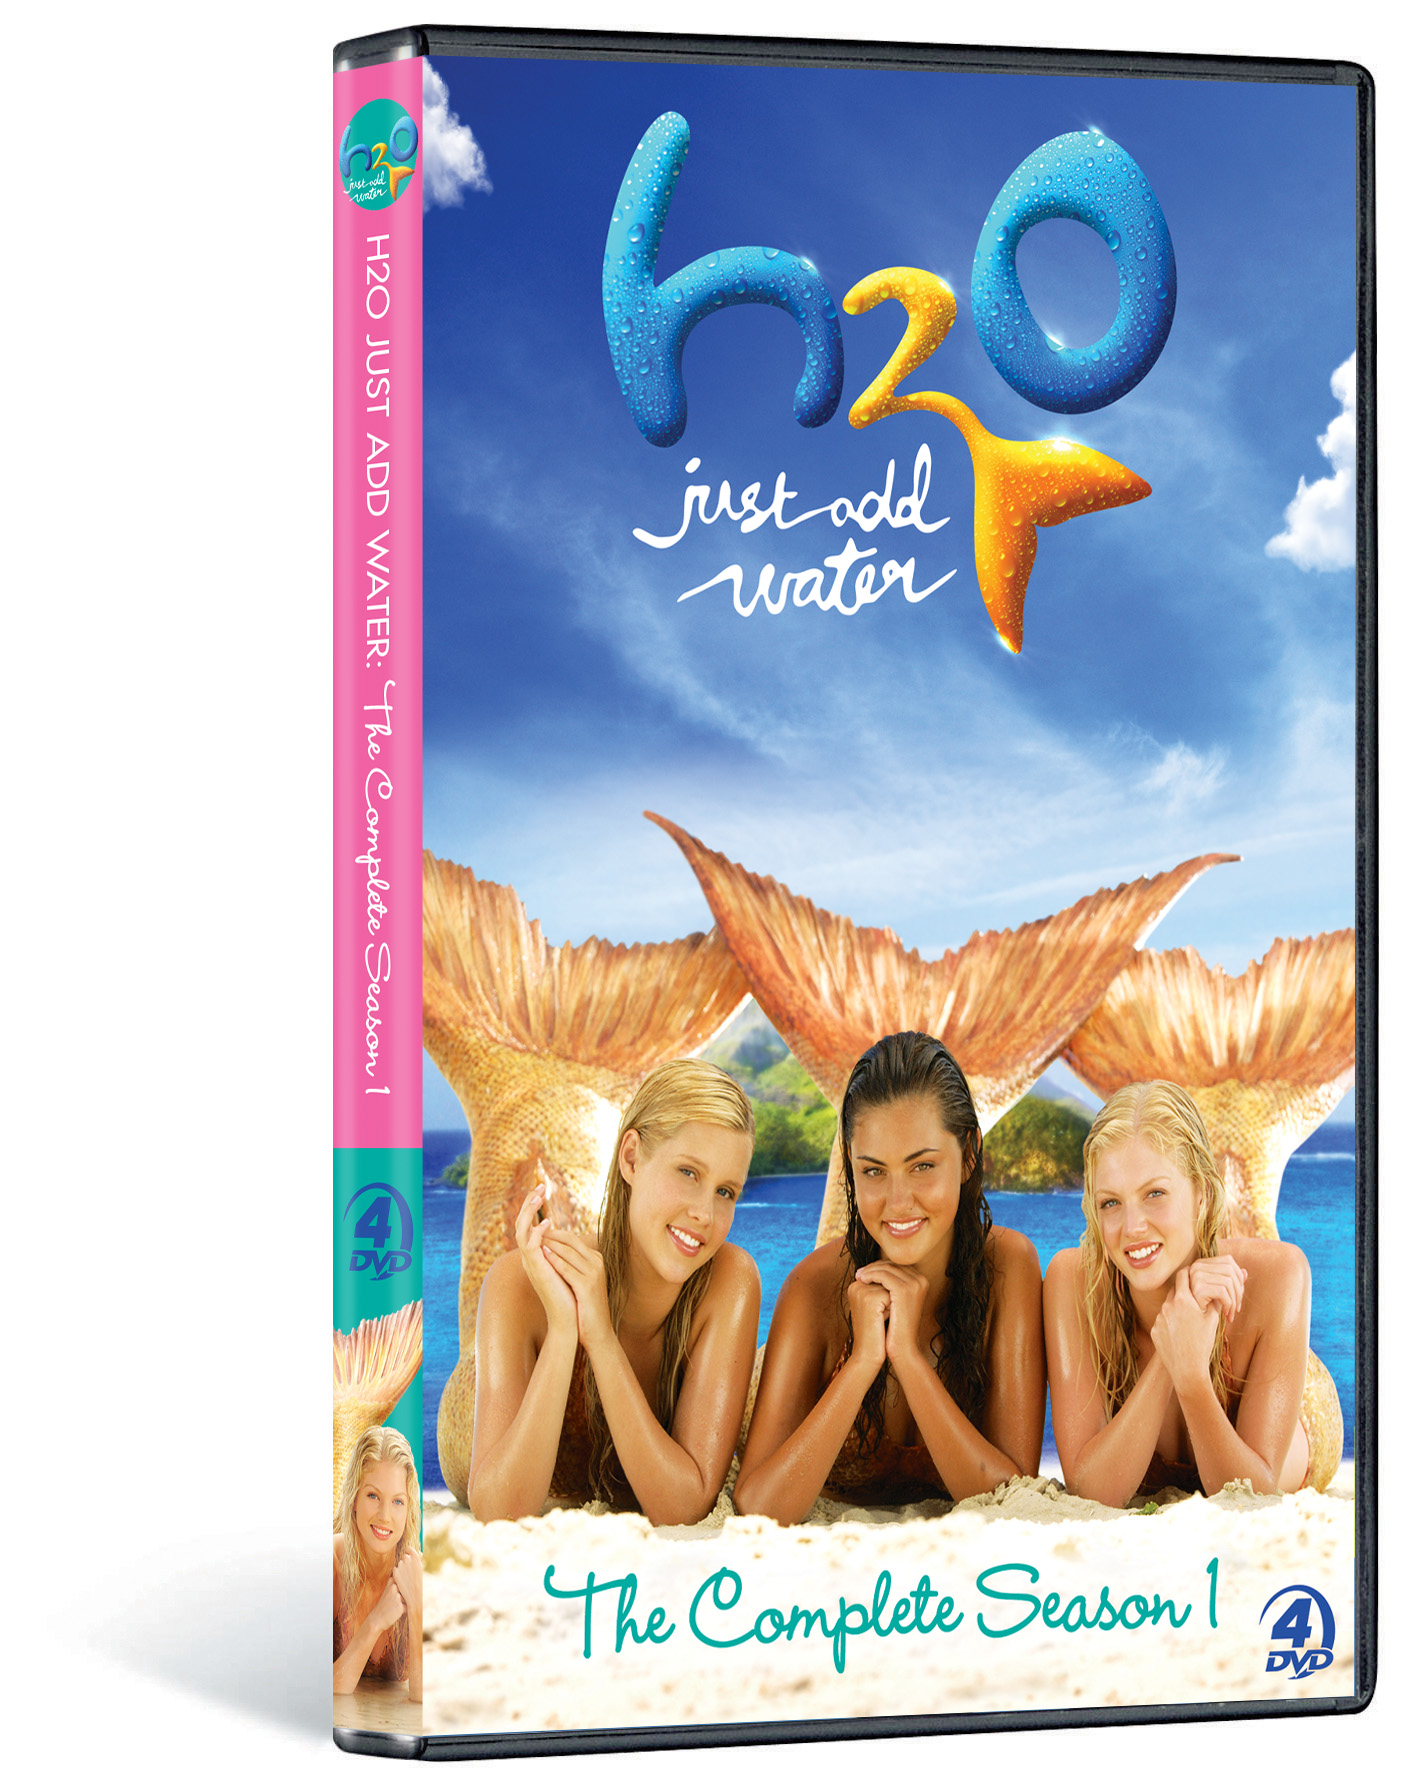 h2o
just add
water
H2O JUST ADD WATER: The Complete Season 1
4
DVD
h2o
just add
water
The Complete Season 1
4
DVD